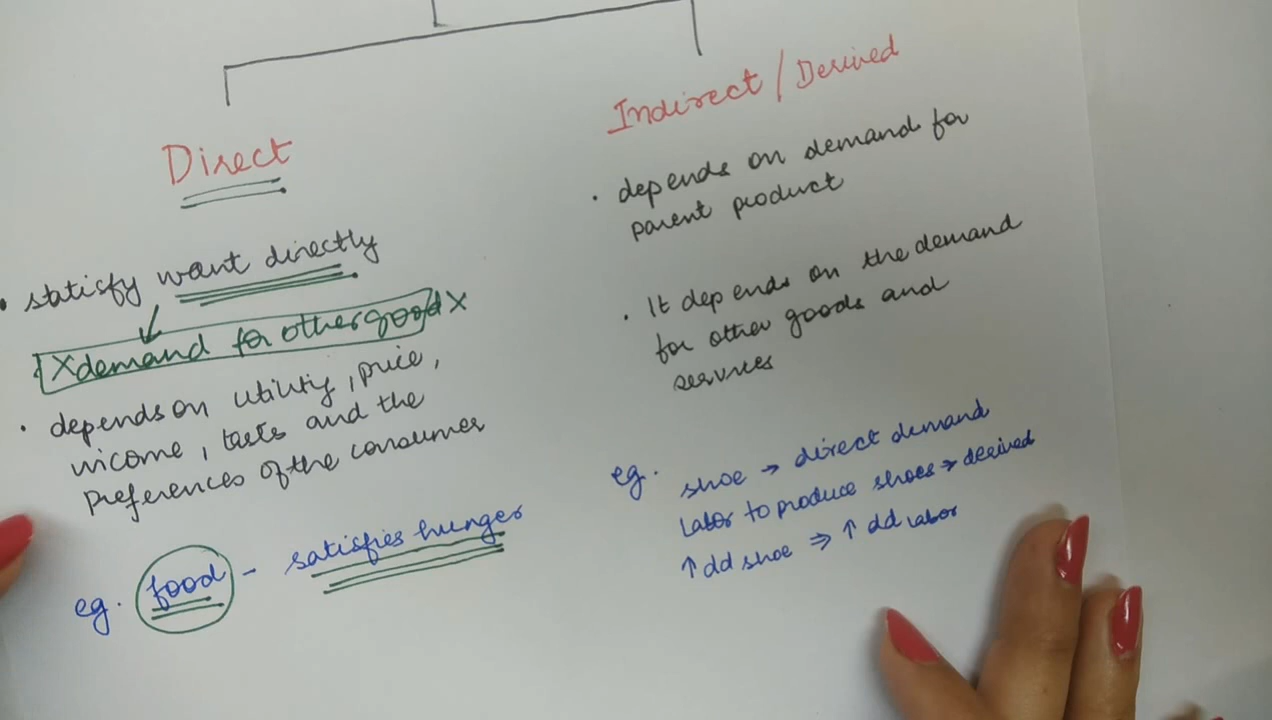 Direct
• statisfy want directly
X demand for other good X
• depends on utility, price,
income, tasts and the
preferences of the consumer
eg. food - satisfies hunger
Indirect / Derived
• depends on demand for
parent product
• It depends on the demand
for other goods and
services
eg. shoe → direct demand
Labor to produce shoes → derived
↑ dd shoe ⇒ ↑ dd labor